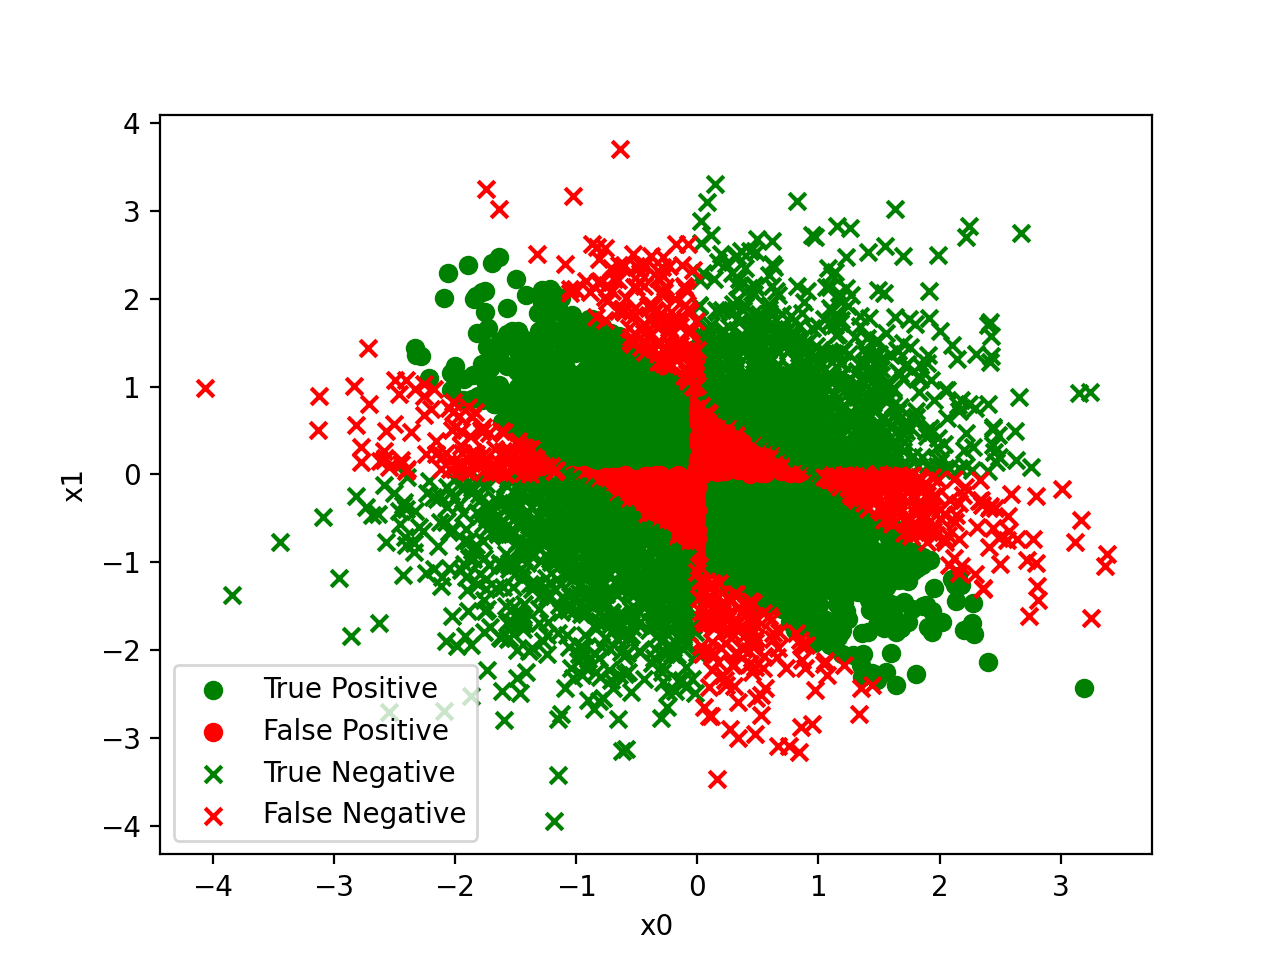 4
3
2
1
0
−1
−2
−3
−4
x1
True Positive
False Positive
True Negative
False Negative
−4 −3 −2 −1 0 1 2 3
x0